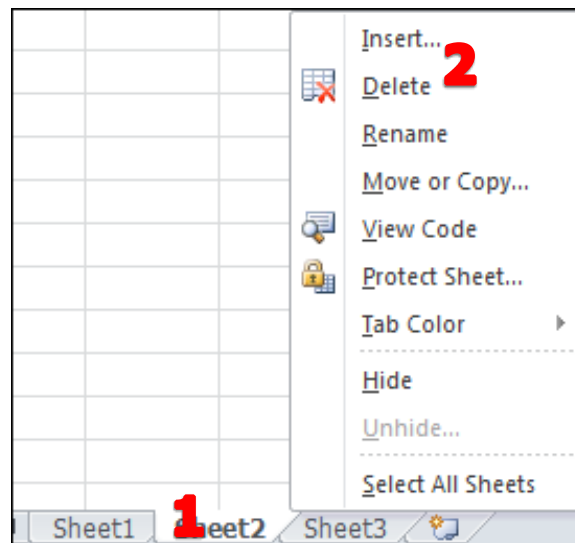 Insert...
2
Delete
Rename
Move or Copy...
View Code
Protect Sheet...
Tab Color
Hide
Unhide...
Select All Sheets
1
Sheet1 Sheet2 Sheet3